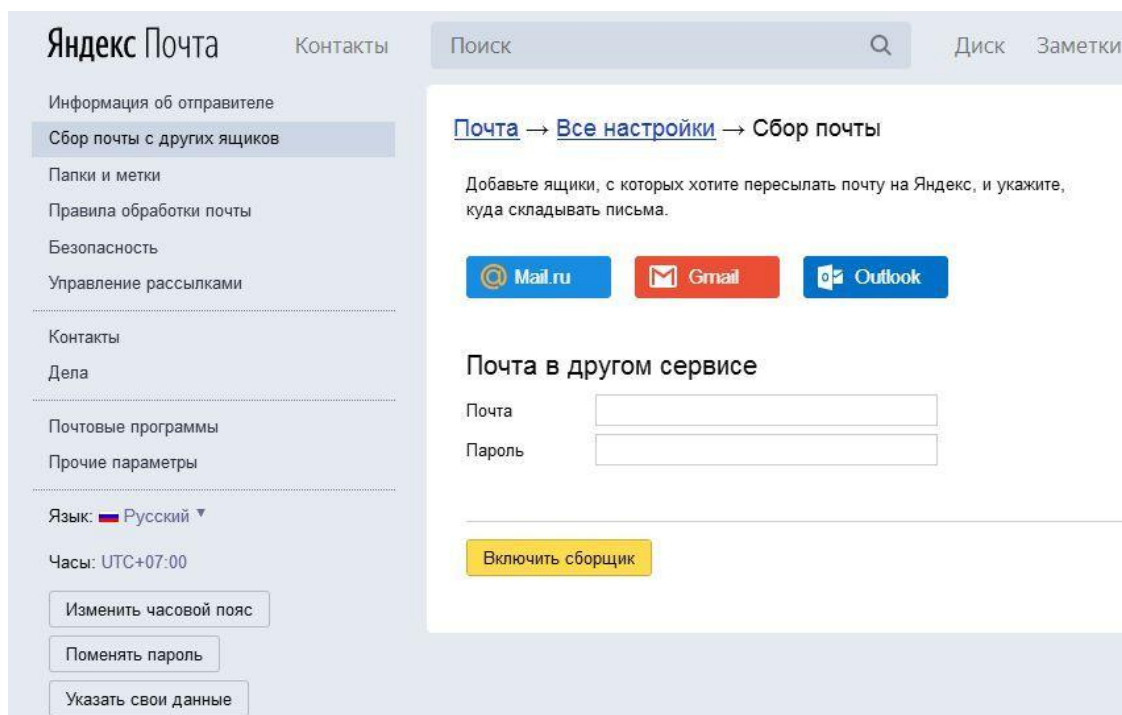 Яндекс Почта
Контакты
Поиск
Диск
Заметки
Информация об отправителе
Сбор почты с других ящиков
Папки и метки
Правила обработки почты
Безопасность
Управление рассылками
Контакты
Дела
Почтовые программы
Прочие параметры
Язык: Русский
Часы: UTC+07:00
Изменить часовой пояс
Поменять пароль
Указать свои данные
Почта → Все настройки → Сбор почты
Добавьте ящики, с которых хотите пересылать почту на Яндекс, и укажите,
куда складывать письма.
Mail.ru
Gmail
Outlook
Почта в другом сервисе
Почта
Пароль
Включить сборщик